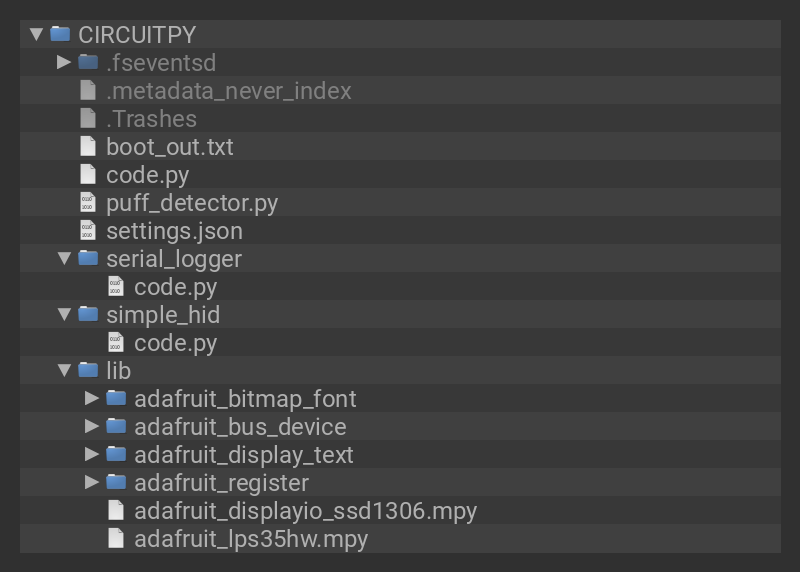 CIRCUITPY
.fseventsd
.metadata_never_index
.Trashes
boot_out.txt
code.py
puff_detector.py
settings.json
serial_logger
code.py
simple_hid
code.py
lib
adafruit_bitmap_font
adafruit_bus_device
adafruit_display_text
adafruit_register
adafruit_displayio_ssd1306.mpy
adafruit_lps35hw.mpy